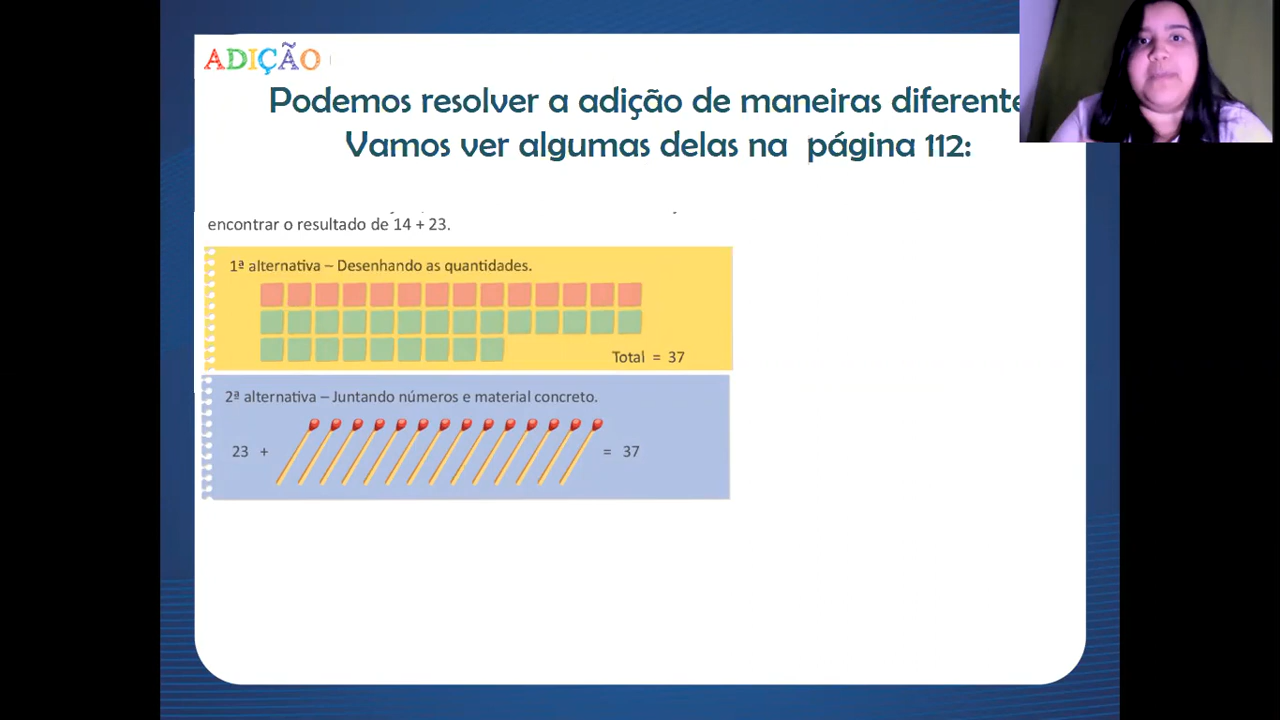 ADIÇÃO
Podemos resolver a adição de maneiras diferente
Vamos ver algumas delas na página 112:
encontrar o resultado de 14 + 23.
1ª alternativa – Desenhando as quantidades.
Total = 37
2ª alternativa – Juntando números e material concreto.
23 + = 37